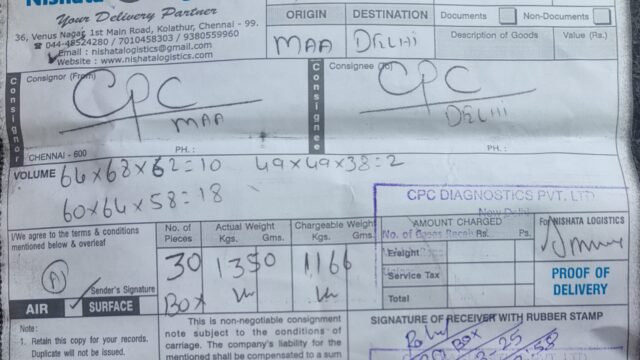 Nishata
Your Delivery Partner
36, Venus Nagar, 1st Main Road, Kolathur, Chennai - 99.
☎ 044-48524280 / 7010458303 / 9380559960
Email : nishatalogistics@gmail.com
Website : www.nishatalogistics.com
ORIGIN
DESTINATION
MAA
DELHI
Documents
Non-Documents
Description of Goods
Value (Rs.)
Consignor
Consignor (From)
CPC
MAA
CHENNAI - 600
PH. :
Consignee
Consignee (To)
CPC
DELHI
PH. :
VOLUME
64x68x62=10 49x49x38=2
60x64x58=18
CPC DIAGNOSTICS PVT. LTD
New Delhi
I/We agree to the terms & conditions
mentioned below & overleaf
Sender's Signature
AIR
SURFACE
No. of
Pieces
30
BOX
Actual Weight
Kgs. Gms.
1350
Chargeable Weight
Kgs. Gms.
1166
AMOUNT CHARGED
Rs. Ps.
Freight
Service Tax
Total
For NISHATA LOGISTICS
PROOF OF
DELIVERY
Note :
1. Retain this copy for your records.
Duplicate will not be issued.
This is non-negotiable consignment
note subject to the conditions of
carriage. The company's liability for
the mentioned shall be compensated to a sum
SIGNATURE OF RECEIVER WITH RUBBER STAMP
BOX
25